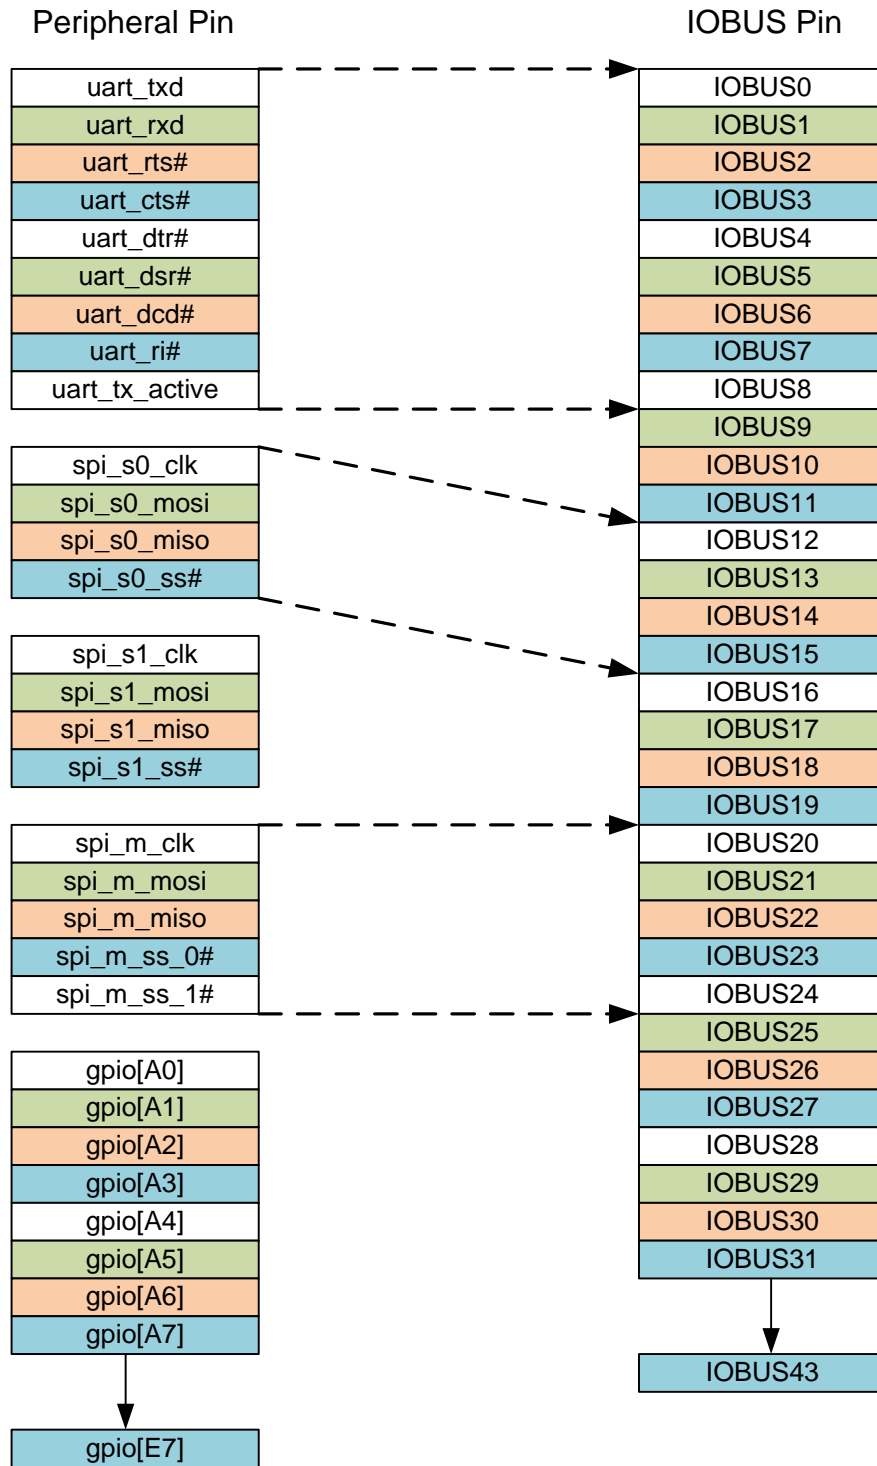 Peripheral Pin
uart_txd
uart_rxd
uart_rts#
uart_cts#
uart_dtr#
uart_dsr#
uart_dcd#
uart_ri#
uart_tx_active
spi_s0_clk
spi_s0_mosi
spi_s0_miso
spi_s0_ss#
spi_s1_clk
spi_s1_mosi
spi_s1_miso
spi_s1_ss#
spi_m_clk
spi_m_mosi
spi_m_miso
spi_m_ss_0#
spi_m_ss_1#
gpio[A0]
gpio[A1]
gpio[A2]
gpio[A3]
gpio[A4]
gpio[A5]
gpio[A6]
gpio[A7]
gpio[E7]
IOBUS Pin
IOBUS0
IOBUS1
IOBUS2
IOBUS3
IOBUS4
IOBUS5
IOBUS6
IOBUS7
IOBUS8
IOBUS9
IOBUS10
IOBUS11
IOBUS12
IOBUS13
IOBUS14
IOBUS15
IOBUS16
IOBUS17
IOBUS18
IOBUS19
IOBUS20
IOBUS21
IOBUS22
IOBUS23
IOBUS24
IOBUS25
IOBUS26
IOBUS27
IOBUS28
IOBUS29
IOBUS30
IOBUS31
IOBUS43